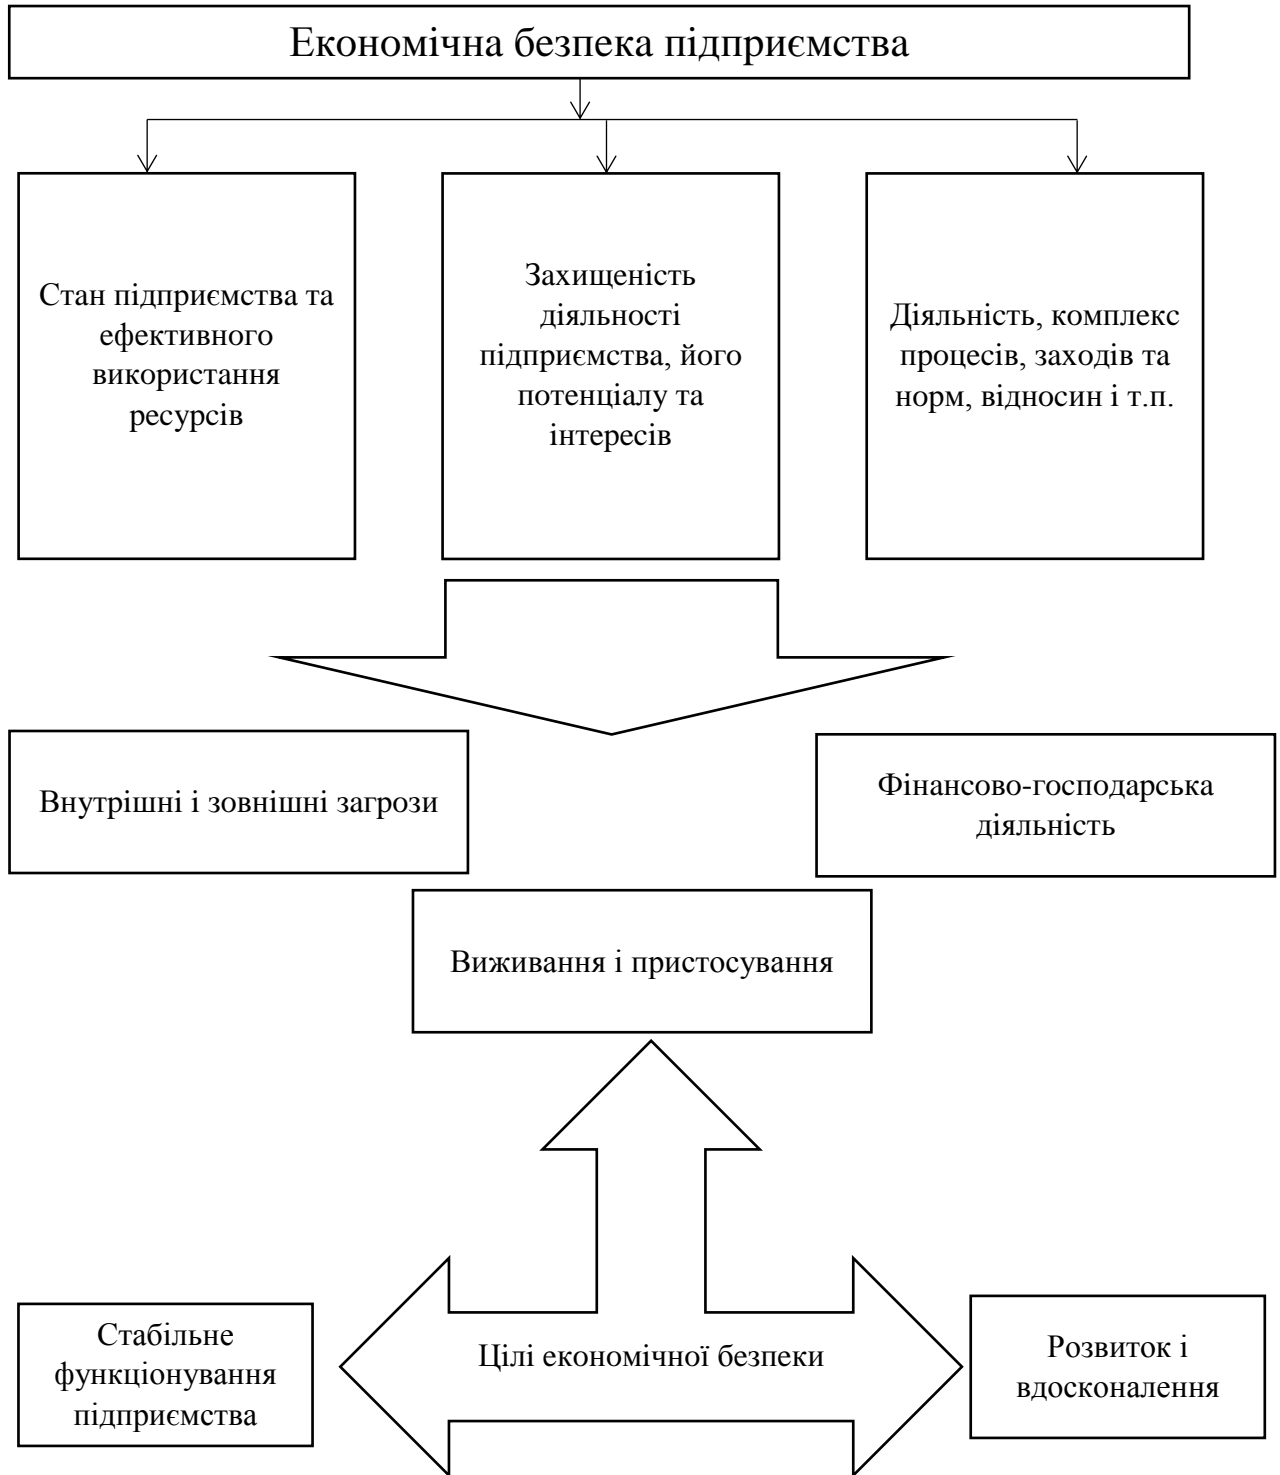 Економічна безпека підприємства
Стан підприємства та
ефективного
використання
ресурсів
Захищеність
діяльності
підприємства, його
потенціалу та
інтересів
Діяльність, комплекс
процесів, заходів та
норм, відносин і т.п.
Внутрішні і зовнішні загрози
Фінансово-господарська
діяльність
Виживання і пристосування
Стабільне
функціонування
підприємства
Цілі економічної безпеки
Розвиток і
вдосконалення